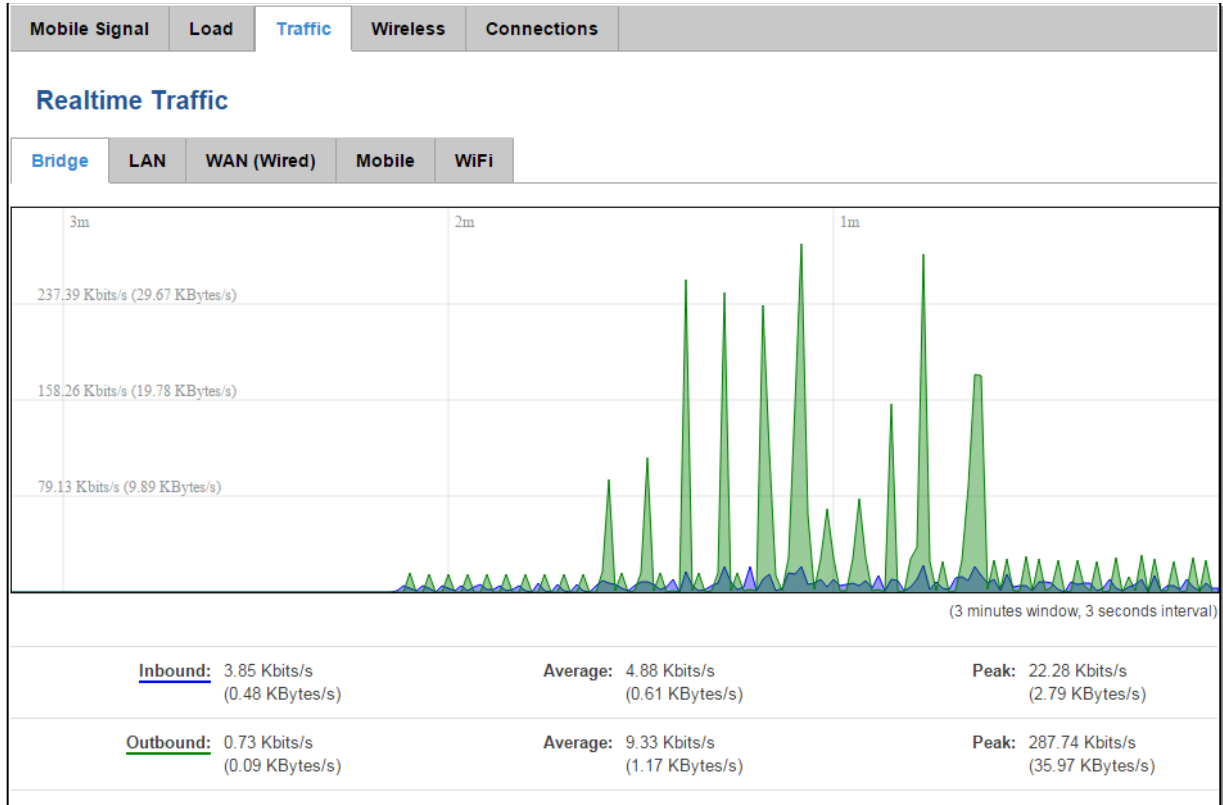 Mobile Signal Load Traffic Wireless Connections
Realtime Traffic
Bridge LAN WAN (Wired) Mobile WiFi
3m 2m 1m
237.39 Kbits/s (29.67 KBytes/s)
158.26 Kbits/s (19.78 KBytes/s)
79.13 Kbits/s (9.89 KBytes/s)
(3 minutes window, 3 seconds interval)
Inbound: 3.85 Kbits/s Average: 4.88 Kbits/s Peak: 22.28 Kbits/s
(0.48 KBytes/s) (0.61 KBytes/s) (2.79 KBytes/s)
Outbound: 0.73 Kbits/s Average: 9.33 Kbits/s Peak: 287.74 Kbits/s
(0.09 KBytes/s) (1.17 KBytes/s) (35.97 KBytes/s)